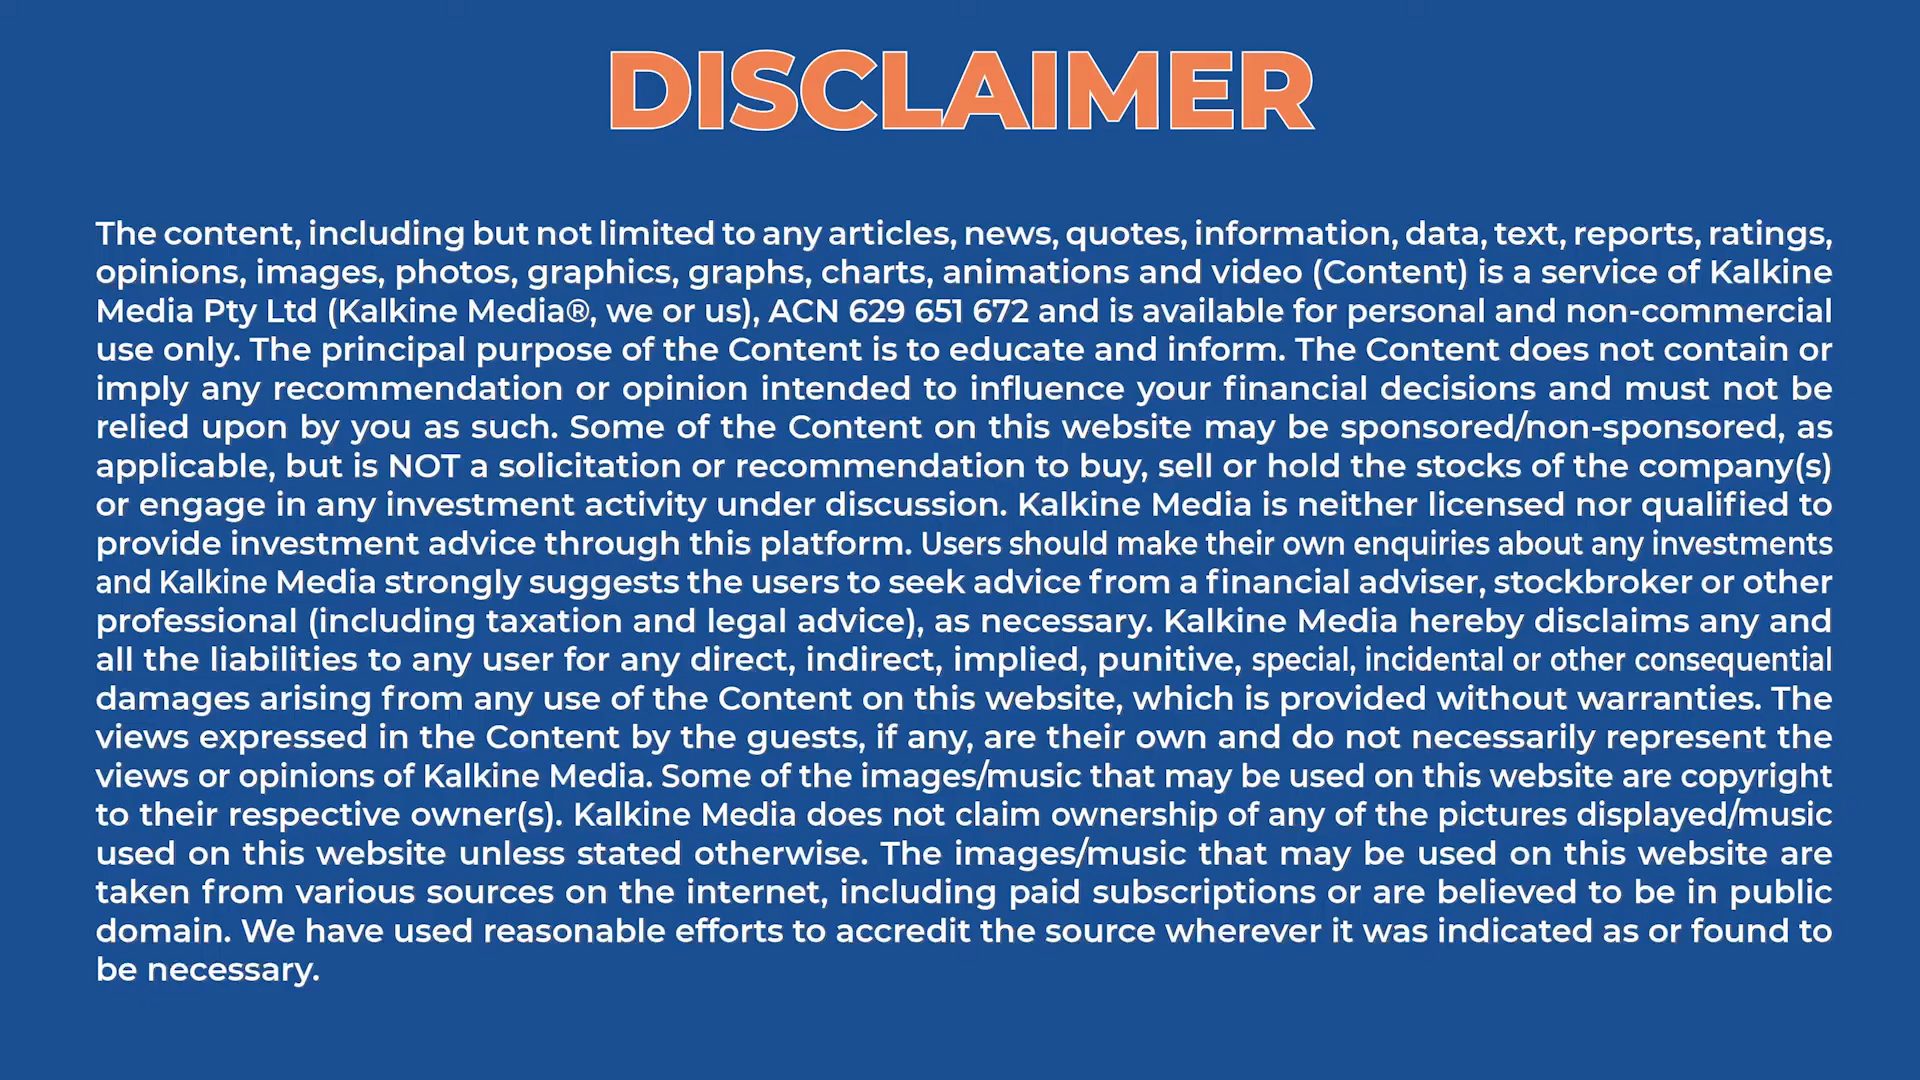 DISCLAIMER
The content, including but not limited to any articles, news, quotes, information, data, text, reports, ratings,
opinions, images, photos, graphics, graphs, charts, animations and video (Content) is a service of Kalkine
Media Pty Ltd (Kalkine Media®, we or us), ACN 629 651 672 and is available for personal and non-commercial
use only. The principal purpose of the Content is to educate and inform. The Content does not contain or
imply any recommendation or opinion intended to influence your financial decisions and must not be
relied upon by you as such. Some of the Content on this website may be sponsored/non-sponsored, as
applicable, but is NOT a solicitation or recommendation to buy, sell or hold the stocks of the company(s)
or engage in any investment activity under discussion. Kalkine Media is neither licensed nor qualified to
provide investment advice through this platform. Users should make their own enquiries about any investments
and Kalkine Media strongly suggests the users to seek advice from a financial adviser, stockbroker or other
professional (including taxation and legal advice), as necessary. Kalkine Media hereby disclaims any and
all the liabilities to any user for any direct, indirect, implied, punitive, special, incidental or other consequential
damages arising from any use of the Content on this website, which is provided without warranties. The
views expressed in the Content by the guests, if any, are their own and do not necessarily represent the
views or opinions of Kalkine Media. Some of the images/music that may be used on this website are copyright
to their respective owner(s). Kalkine Media does not claim ownership of any of the pictures displayed/music
used on this website unless stated otherwise. The images/music that may be used on this website are
taken from various sources on the internet, including paid subscriptions or are believed to be in public
domain. We have used reasonable efforts to accredit the source wherever it was indicated as or found to
be necessary.